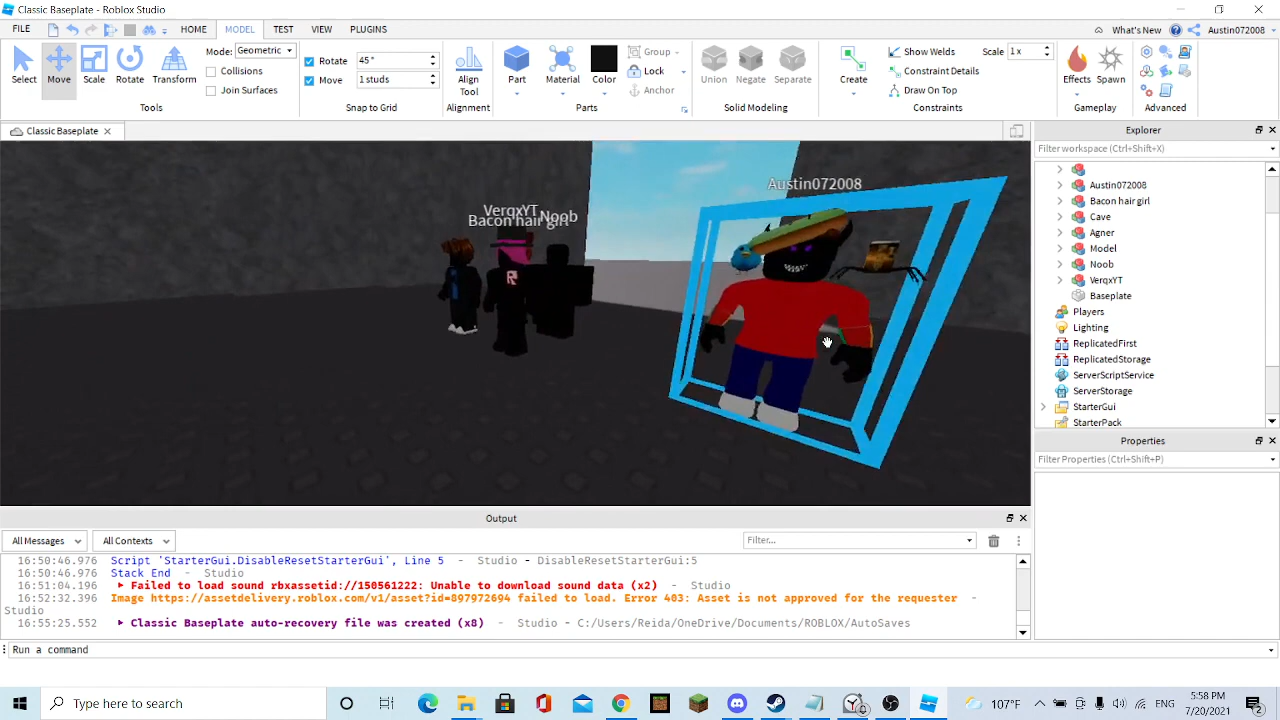 Classic Baseplate - Roblox Studio
FILE HOME MODEL TEST VIEW PLUGINS What's New Austin072008
Select Move Scale Rotate Transform
Mode: Geometric
Collisions
Join Surfaces
Tools
Rotate 45°
Move 1 studs
Snap to Grid
Align Tool
Alignment
Part Material Color
Group
Lock
Anchor
Parts
Union Negate Separate
Solid Modeling
Create
Show Welds Scale 1 x
Constraint Details
Draw On Top
Constraints
Effects Spawn
Gameplay
Advanced
Classic Baseplate
Austin072008
VerqxYT
Noob
Bacon hair girl
Explorer
Filter workspace (Ctrl+Shift+X)
Austin072008
Bacon hair girl
Cave
Agner
Model
Noob
VerqxYT
Baseplate
Players
Lighting
ReplicatedFirst
ReplicatedStorage
ServerScriptService
ServerStorage
StarterGui
StarterPack
Properties
Filter Properties (Ctrl+Shift+P)
Output
All Messages All Contexts Filter...
16:50:46.976 Script 'StarterGui.DisableResetStarterGui', Line 5 - Studio - DisableResetStarterGui:5
16:50:46.976 Stack End - Studio
16:51:04.196 Failed to load sound rbxassetid://150561222: Unable to download sound data (x2) - Studio
16:52:32.396 Image https://assetdelivery.roblox.com/v1/asset?id=897972694 failed to load. Error 403: Asset is not approved for the requester -
Studio
16:55:25.552 Classic Baseplate auto-recovery file was created (x8) - Studio - C:/Users/Reida/OneDrive/Documents/ROBLOX/AutoSaves
Run a command
Type here to search
107°F
5:58 PM
7/20/2021